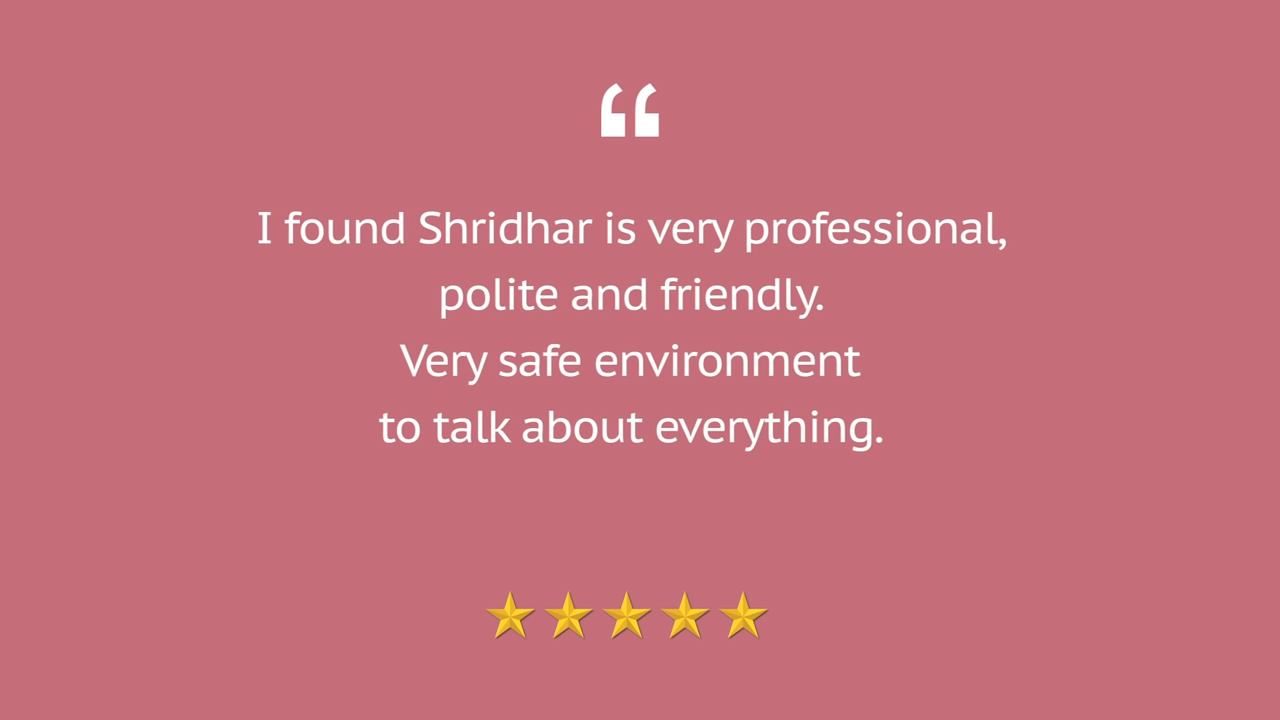 “
I found Shridhar is very professional,
polite and friendly.
Very safe environment
to talk about everything.